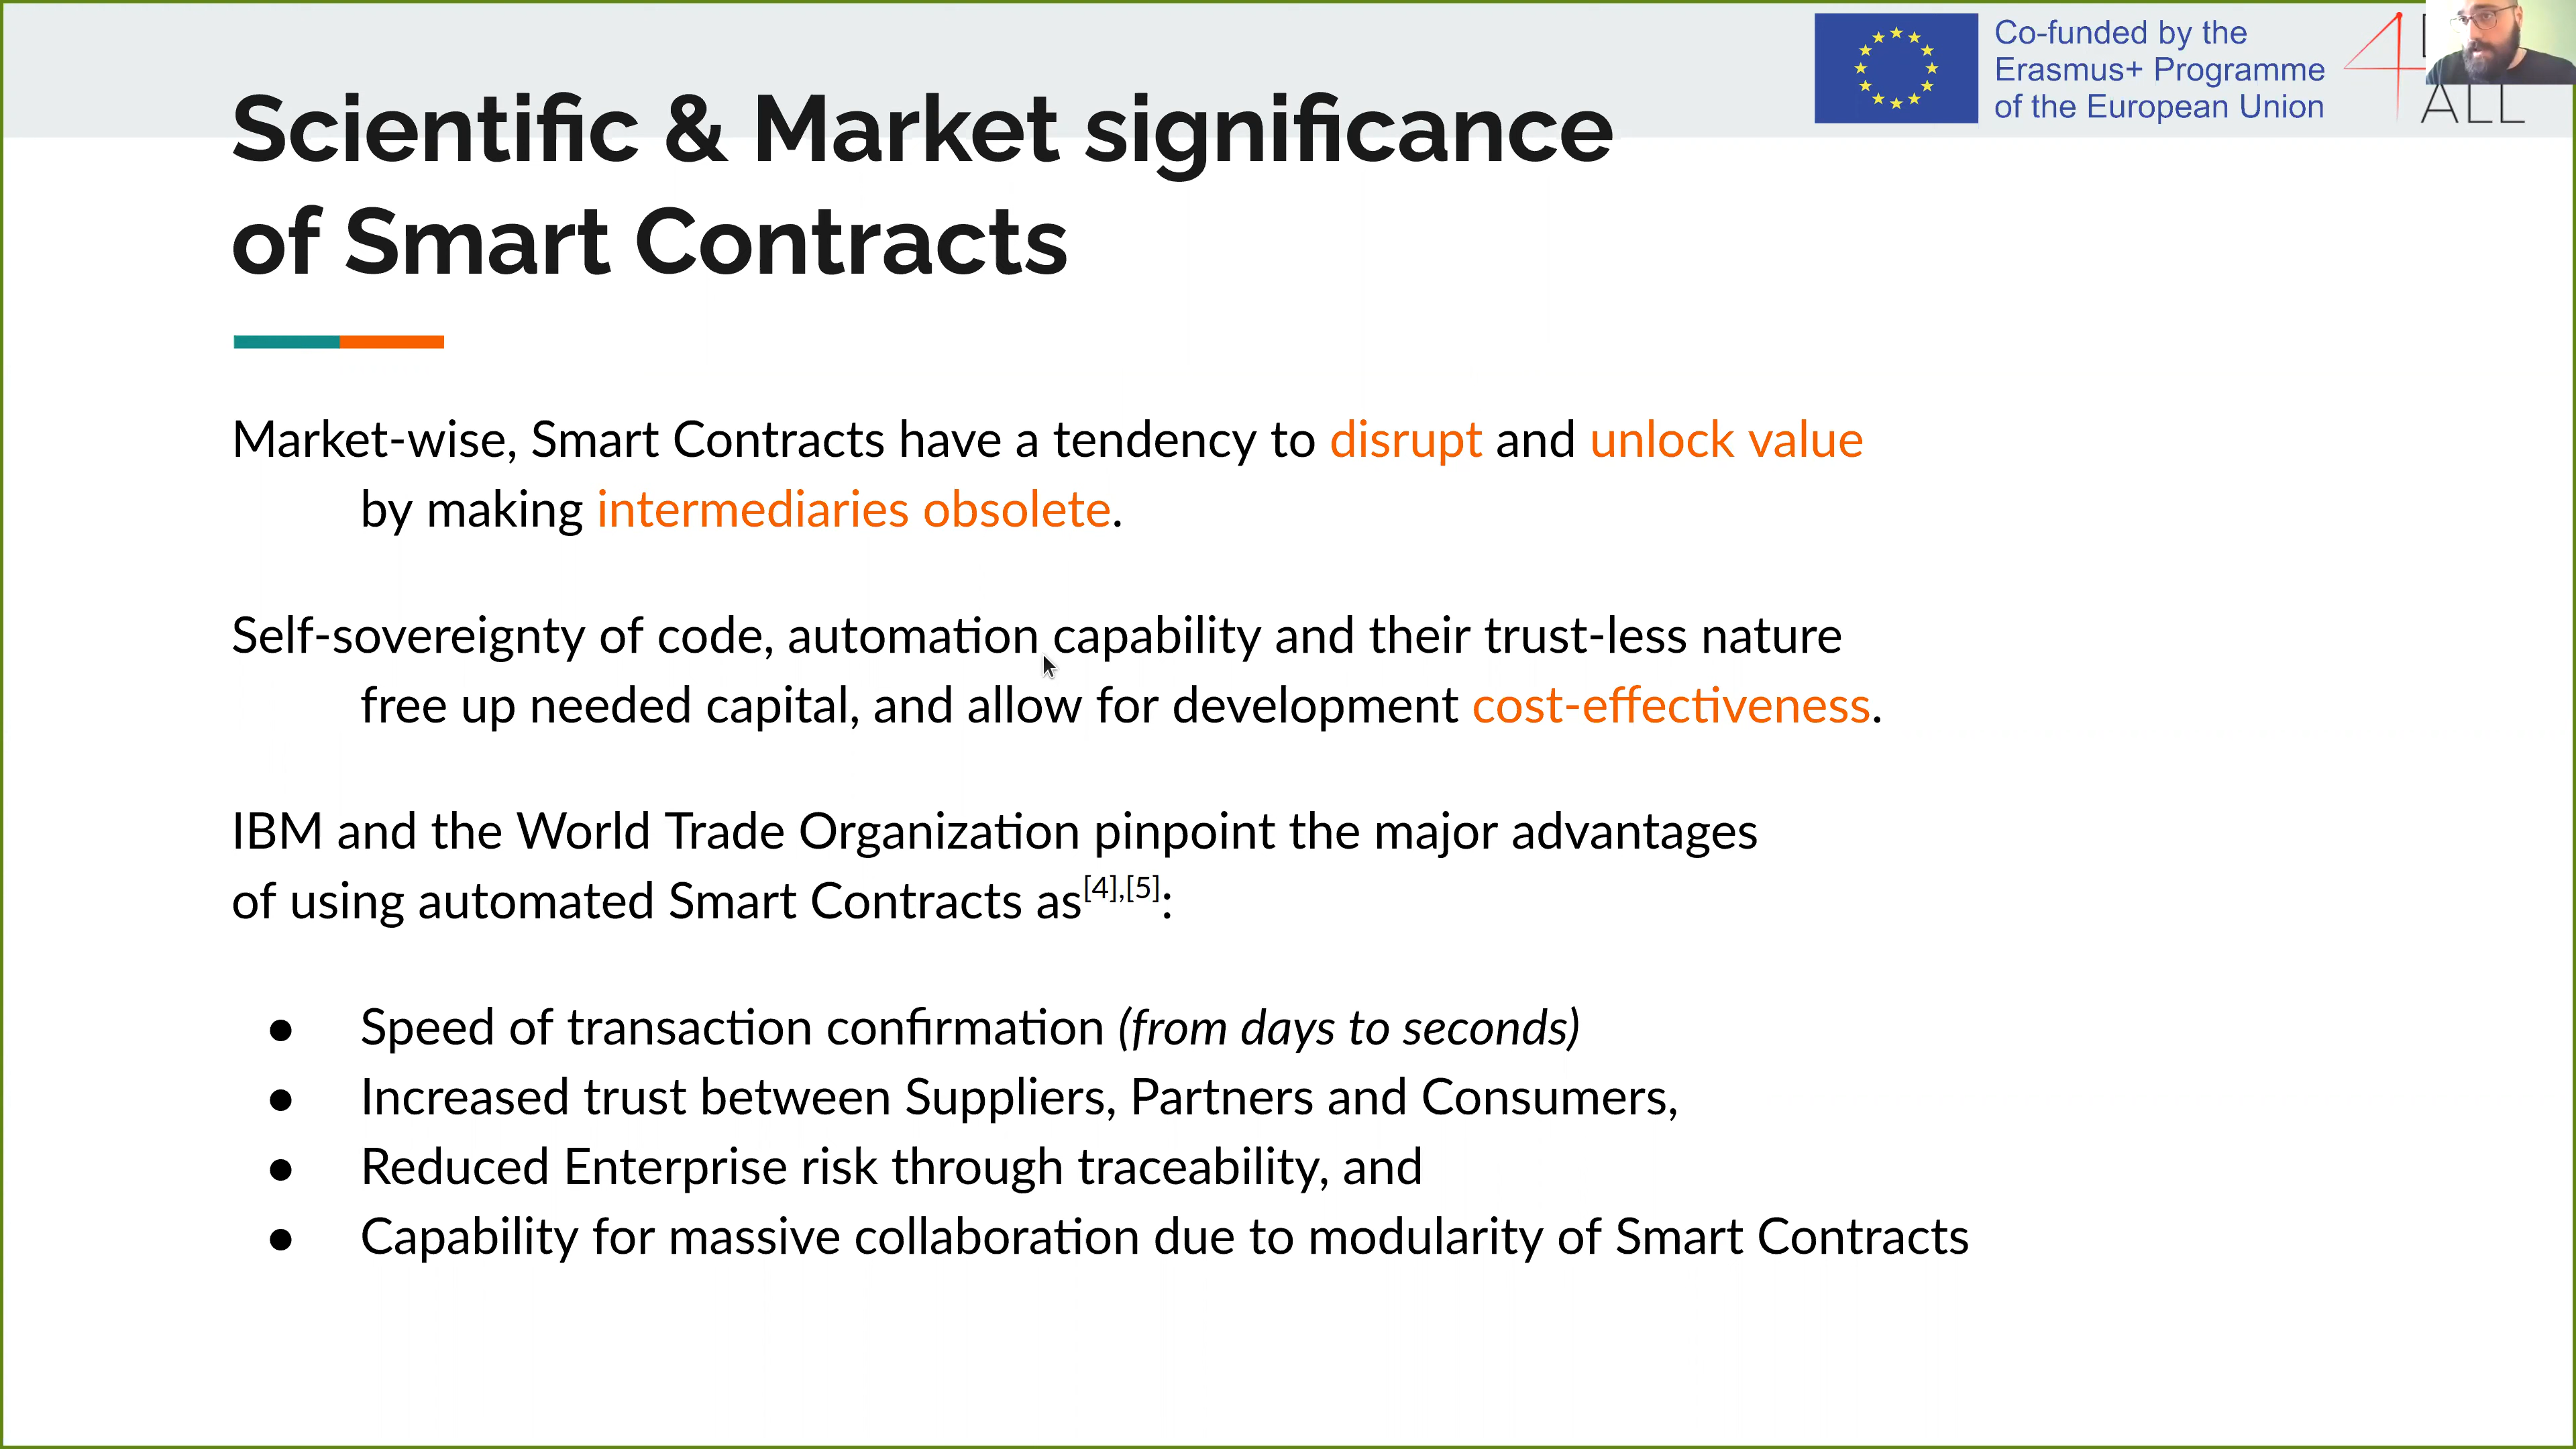 Co-funded by the
Erasmus+ Programme
of the European Union
4
ALL
Scientific & Market significance
of Smart Contracts
Market-wise, Smart Contracts have a tendency to disrupt and unlock value
by making intermediaries obsolete.
Self-sovereignty of code, automation capability and their trust-less nature
free up needed capital, and allow for development cost-effectiveness.
IBM and the World Trade Organization pinpoint the major advantages
of using automated Smart Contracts as[4],[5]:
● Speed of transaction confirmation (from days to seconds)
● Increased trust between Suppliers, Partners and Consumers,
● Reduced Enterprise risk through traceability, and
● Capability for massive collaboration due to modularity of Smart Contracts